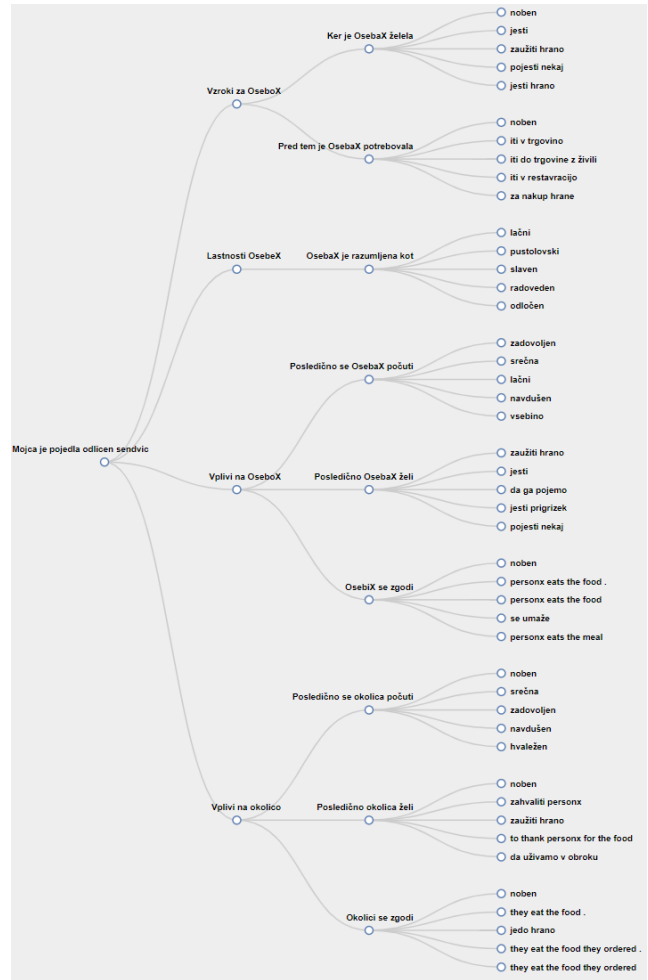 Mojca je pojedla odlicen sendvic
Vzroki za OseboX
Ker je OsebaX želela
noben
jesti
zaužiti hrano
pojesti nekaj
jesti hrano
Pred tem je OsebaX potrebovala
noben
iti v trgovino
iti do trgovine z živili
iti v restavracijo
za nakup hrane
Lastnosti OsebeX
OsebaX je razumljena kot
lačni
pustolovski
slaven
radoveden
odločen
Vplivi na OseboX
Posledično se OsebaX počuti
zadovoljen
srečna
lačni
navdušen
vsebino
Posledično OsebaX želi
zaužiti hrano
jesti
da ga pojemo
jesti prigrizek
pojesti nekaj
OsebiX se zgodi
noben
personx eats the food .
personx eats the food
se umaže
personx eats the meal
Vplivi na okolico
Posledično se okolica počuti
noben
srečna
zadovoljen
navdušen
hvaležen
Posledično okolica želi
noben
zahvaliti personx
zaužiti hrano
to thank personx for the food
da uživamo v obroku
Okolici se zgodi
noben
they eat the food .
jedo hrano
they eat the food they ordered .
they eat the food they ordered